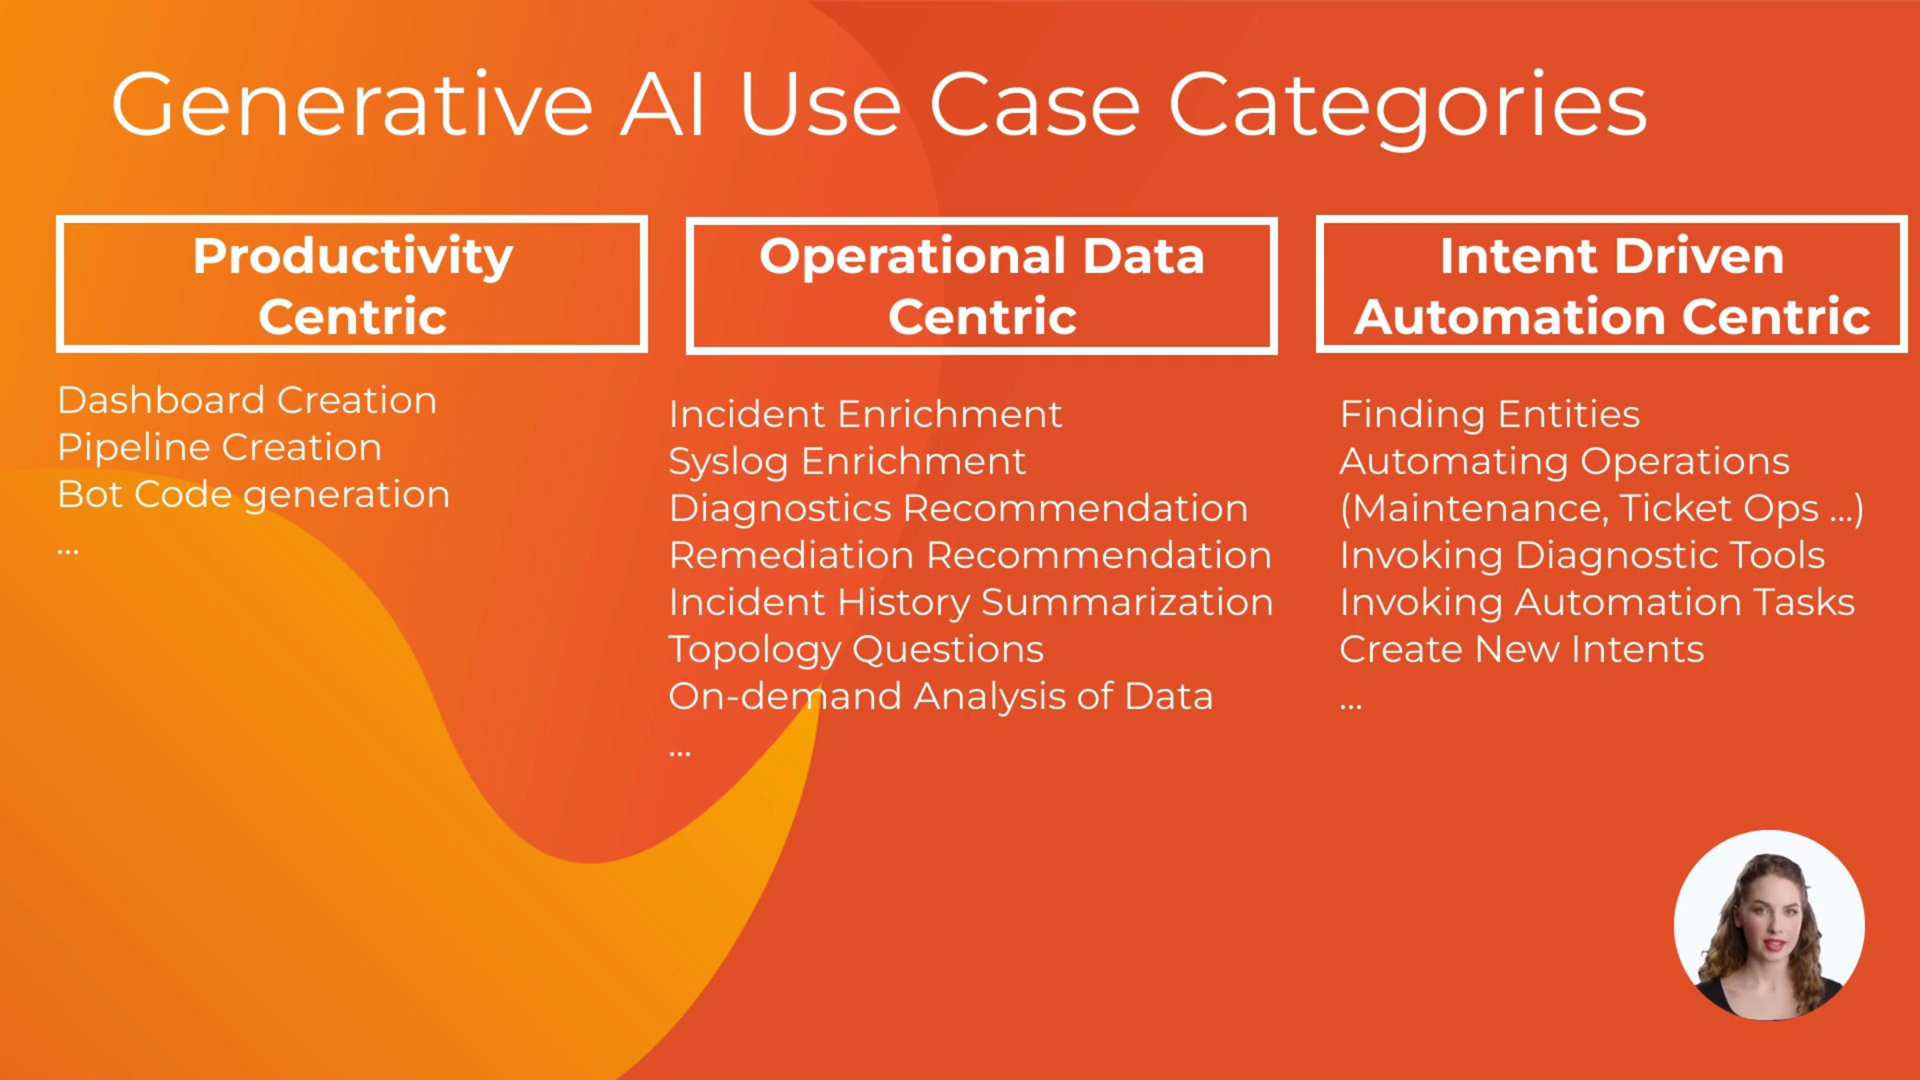 Generative AI Use Case Categories
Productivity
Centric
Dashboard Creation
Pipeline Creation
Bot Code generation
...
Operational Data
Centric
Incident Enrichment
Syslog Enrichment
Diagnostics Recommendation
Remediation Recommendation
Incident History Summarization
Topology Questions
On-demand Analysis of Data
...
Intent Driven
Automation Centric
Finding Entities
Automating Operations
(Maintenance, Ticket Ops ...)
Invoking Diagnostic Tools
Invoking Automation Tasks
Create New Intents
...